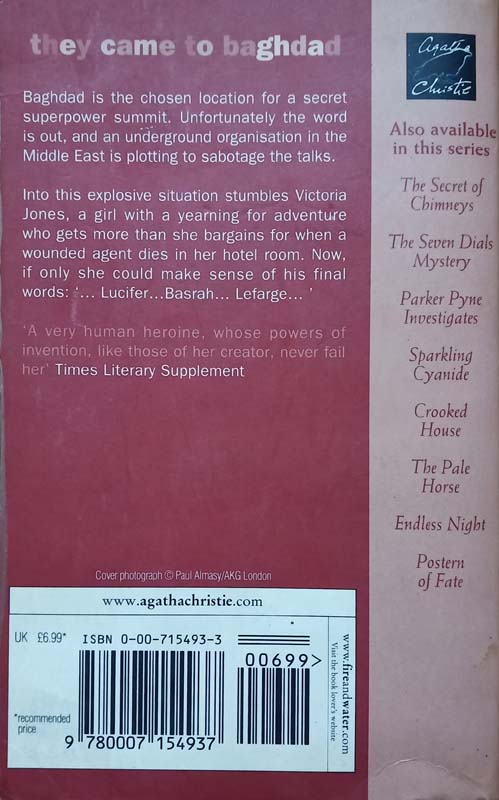 they came to baghdad
Baghdad is the chosen location for a secret
superpower summit. Unfortunately the word
is out, and an underground organisation in the
Middle East is plotting to sabotage the talks.
Into this explosive situation stumbles Victoria
Jones, a girl with a yearning for adventure
who gets more than she bargains for when a
wounded agent dies in her hotel room. Now,
if only she could make sense of his final
words: '... Lucifer...Basrah... Lefarge... '
'A very human heroine, whose powers of
invention, like those of her creator, never fail
her' Times Literary Supplement
Cover photograph © Paul Almasy/AKG London
www.agathachristie.com
UK £6.99*
ISBN 0-00-715493-3
00699>
*recommended
price
9 780007 154937
www.fireandwater.com
Visit the book lover's website
Agatha
Christie
Also available
in this series
The Secret of
Chimneys
The Seven Dials
Mystery
Parker Pyne
Investigates
Sparkling
Cyanide
Crooked
House
The Pale
Horse
Endless Night
Postern
of Fate